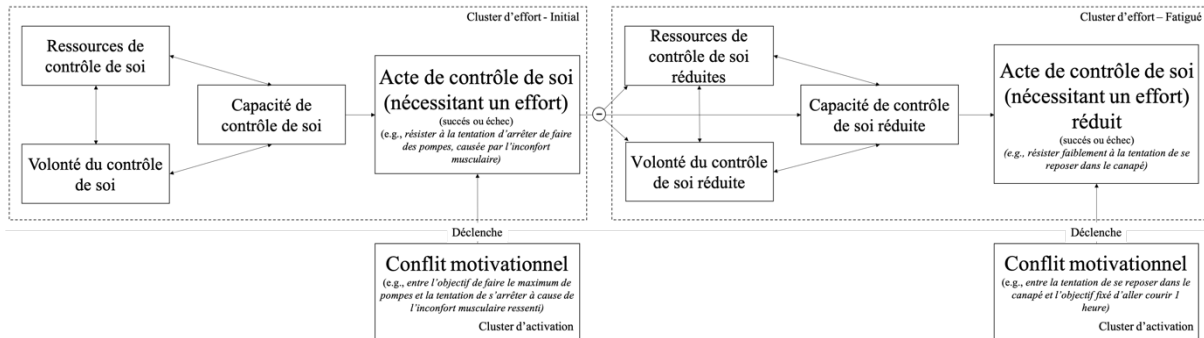 Cluster d'effort - Initial
Ressources de
contrôle de soi
Volonté du contrôle
de soi
Capacité de
contrôle de soi
Acte de contrôle de soi
(nécessitant un effort)
(succés ou échec)
(e.g., résister à la tentation d'arrêter de faire
des pompes, causée par l'inconfort
musculaire)
Déclenche
Conflit motivationnel
(e.g., entre l'objectif de faire le maximum de
pompes et la tentation de s'arrêter à cause de
l'inconfort musculaire ressenti)
Cluster d'activation
−
Cluster d'effort – Fatigué
Ressources de
contrôle de soi
réduites
Volonté du contrôle
de soi réduite
Capacité de contrôle
de soi réduite
Acte de contrôle de soi
(nécessitant un effort)
réduit
(succés ou échec)
(e.g., résister faiblement à la tentation de se
reposer dans le canapé)
Déclenche
Conflit motivationnel
(e.g., entre la tentation de se reposer dans le
canapé et l'objectif fixé d'aller courir 1
heure)
Cluster d'activation